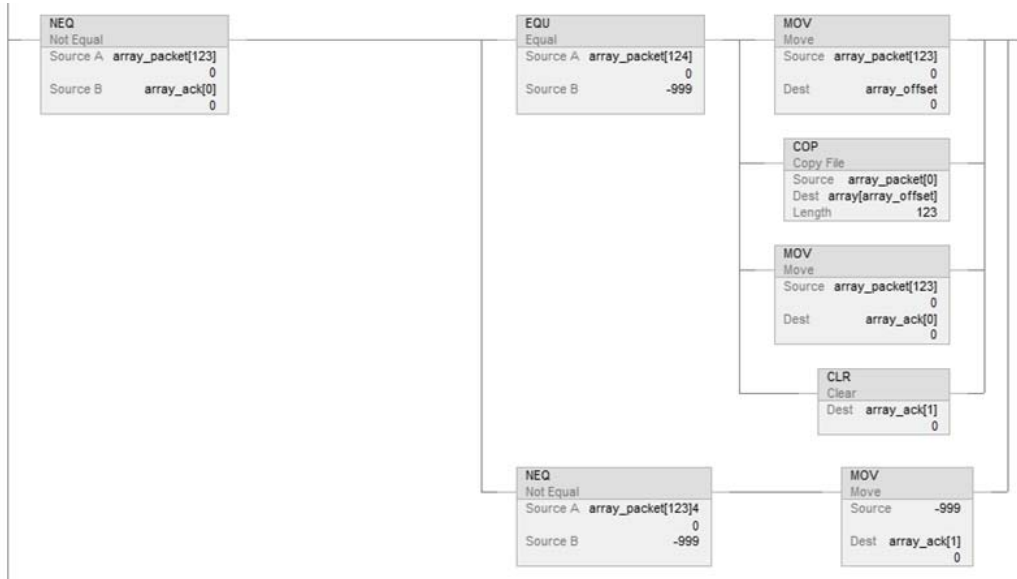 NEQ
Not Equal
Source A array_packet[123]
0
Source B array_ack[0]
0
EQU
Equal
Source A array_packet[124]
0
Source B -999
MOV
Move
Source array_packet[123]
0
Dest array_offset
0
COP
Copy File
Source array_packet[0]
Dest array[array_offset]
Length 123
MOV
Move
Source array_packet[123]
0
Dest array_ack[0]
0
CLR
Clear
Dest array_ack[1]
0
NEQ
Not Equal
Source A array_packet[123]4
0
Source B -999
MOV
Move
Source -999
Dest array_ack[1]
0